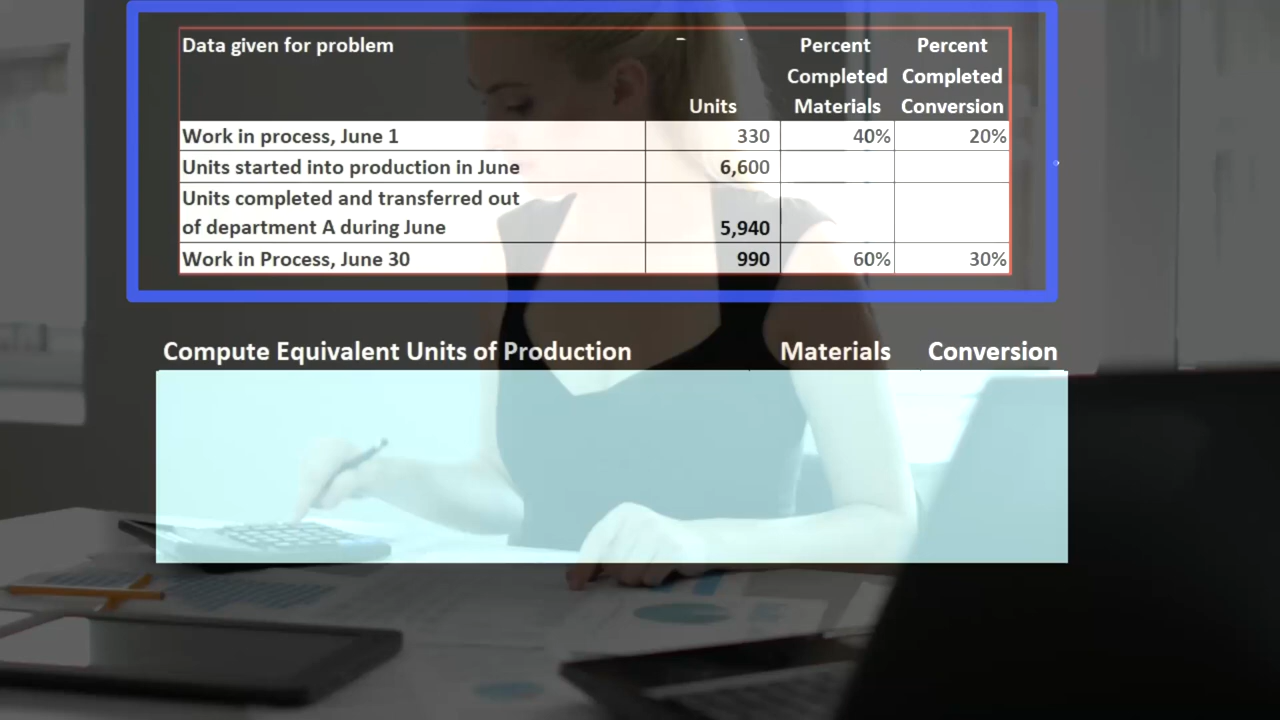 Data given for problem
Units
Percent Completed Materials
Percent Completed Conversion
Work in process, June 1 330 40% 20%
Units started into production in June 6,600
Units completed and transferred out
of department A during June 5,940
Work in Process, June 30 990 60% 30%
Compute Equivalent Units of Production Materials Conversion